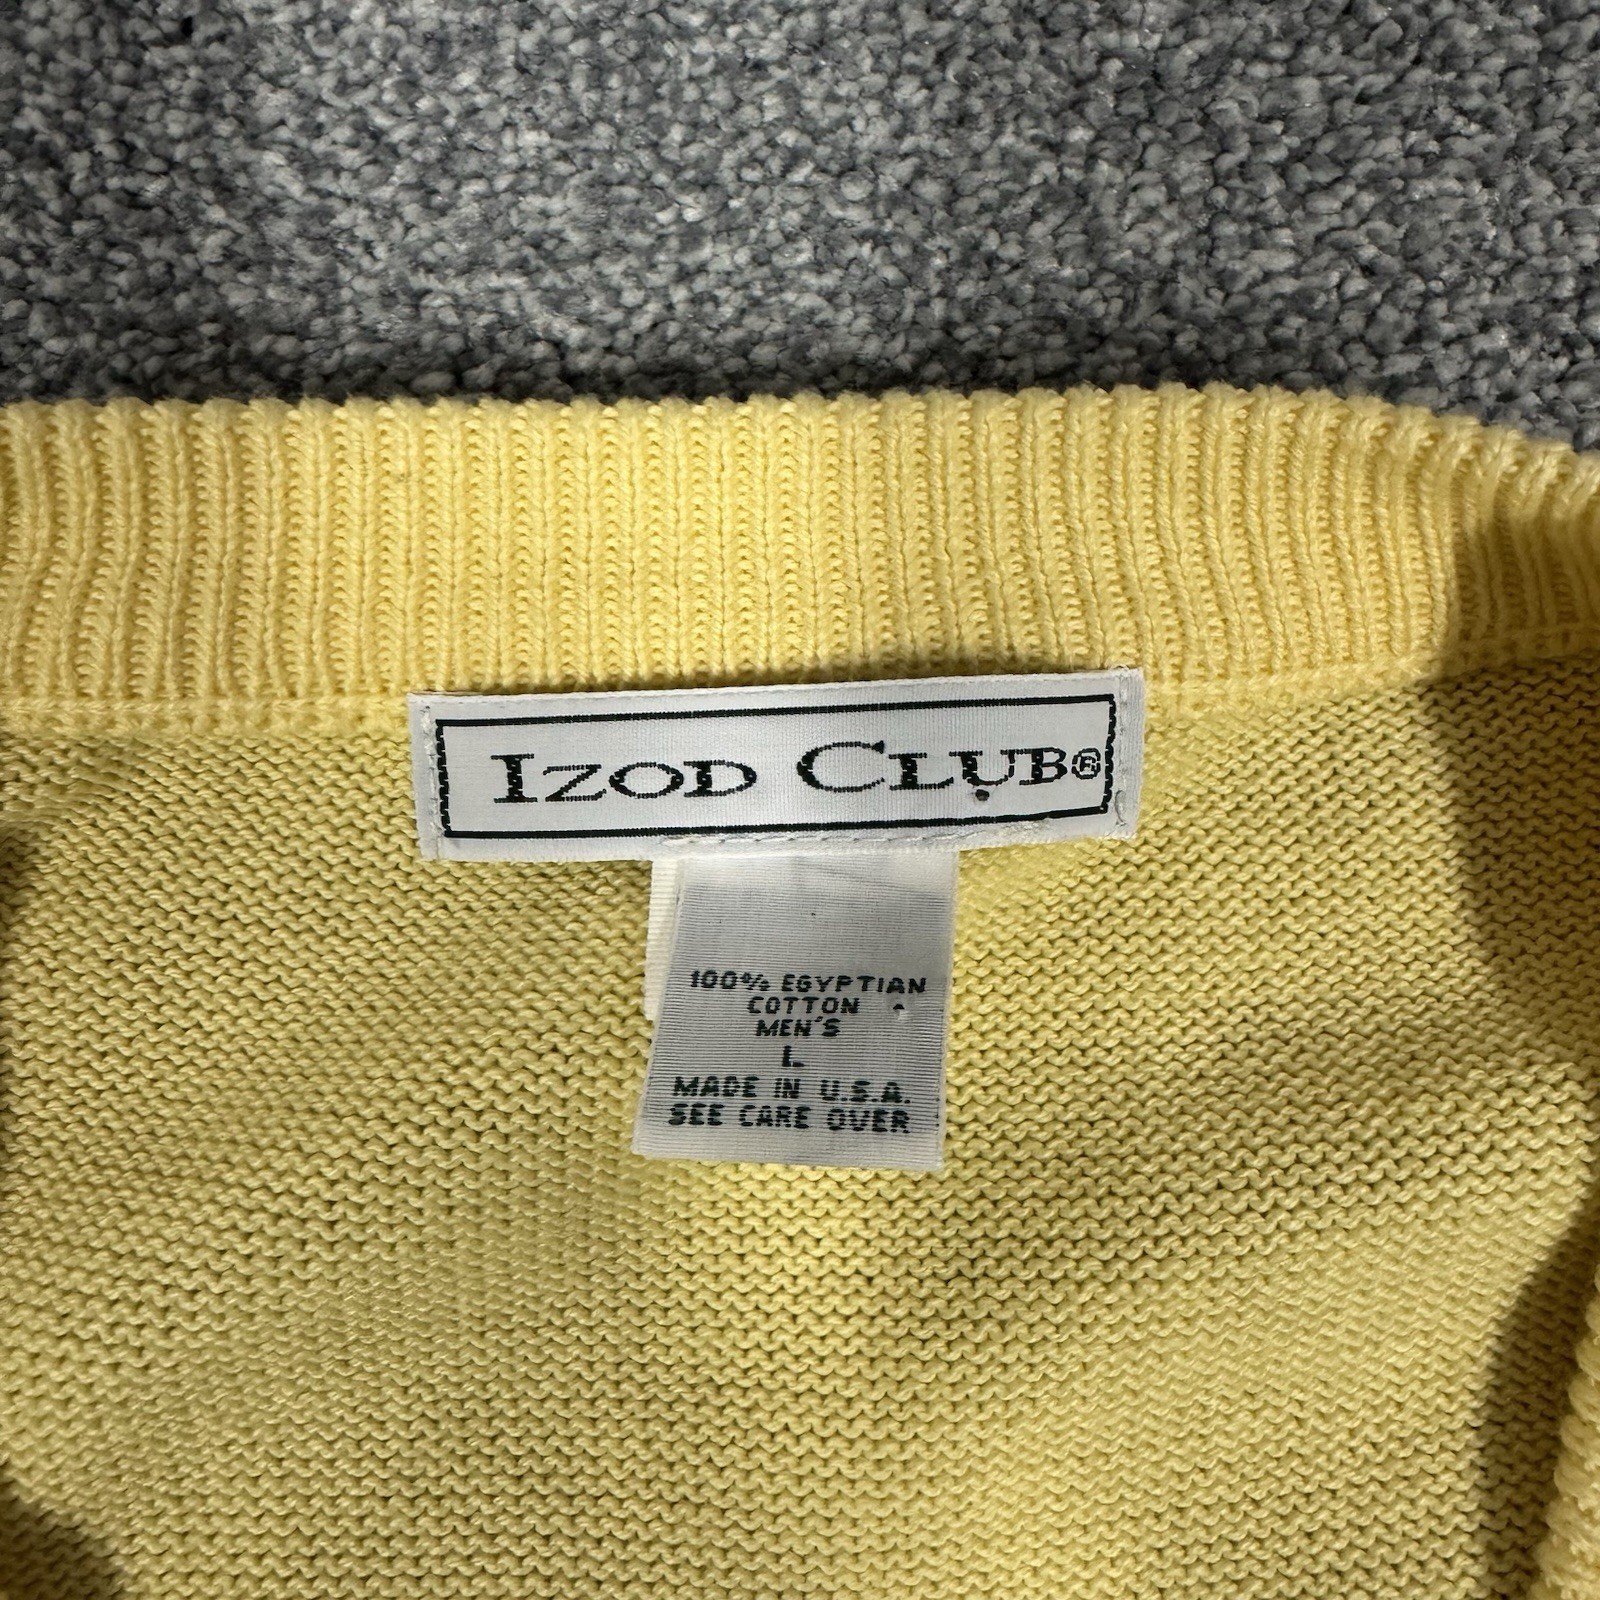 IZOD CLUB®
100% EGYPTIAN
COTTON
MEN'S
L
MADE IN U.S.A.
SEE CARE OVER